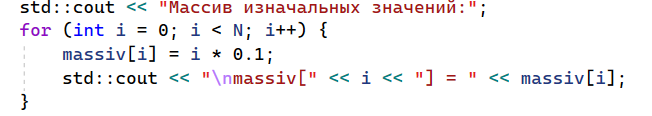 std::cout << "Массив изначальных значений:";
for (int i = 0; i < N; i++) {
massiv[i] = i * 0.1;
std::cout << "\nmassiv[" << i << "] = " << massiv[i];
}